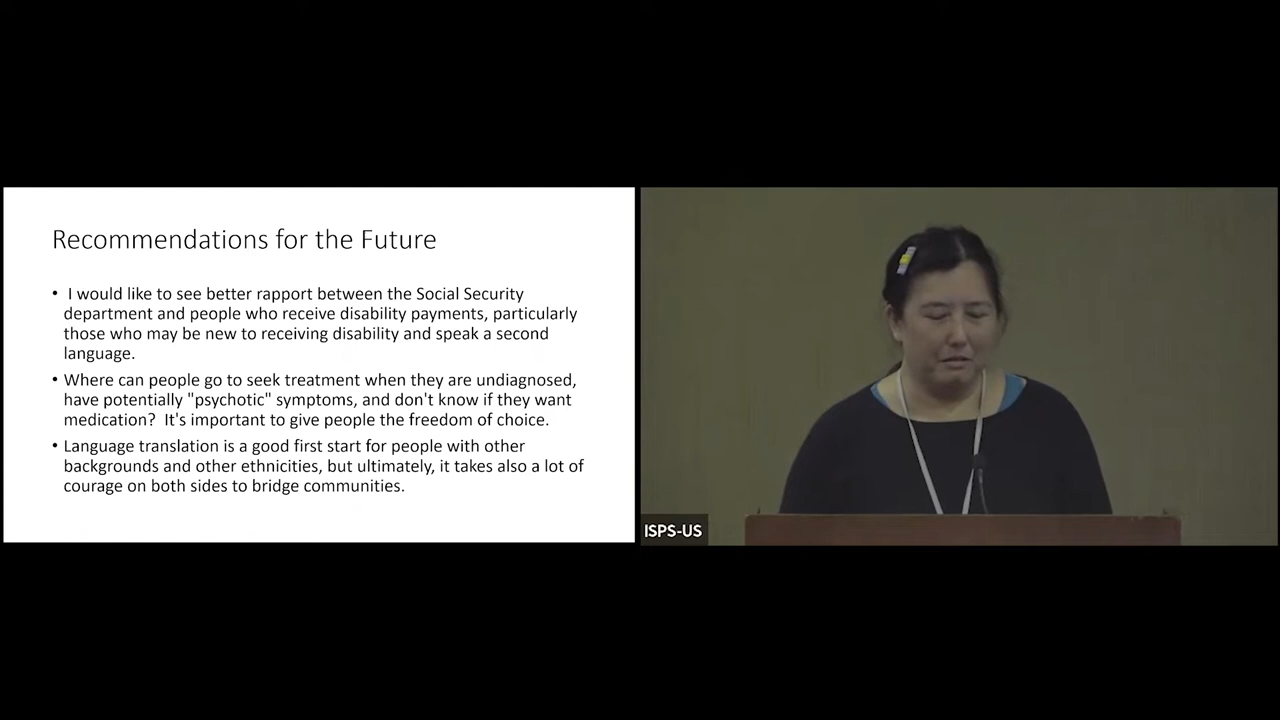 Recommendations for the Future
• I would like to see better rapport between the Social Security
department and people who receive disability payments, particularly
those who may be new to receiving disability and speak a second
language.
• Where can people go to seek treatment when they are undiagnosed,
have potentially "psychotic" symptoms, and don't know if they want
medication?  It's important to give people the freedom of choice.
• Language translation is a good first start for people with other
backgrounds and other ethnicities, but ultimately, it takes also a lot of
courage on both sides to bridge communities.
ISPS-US